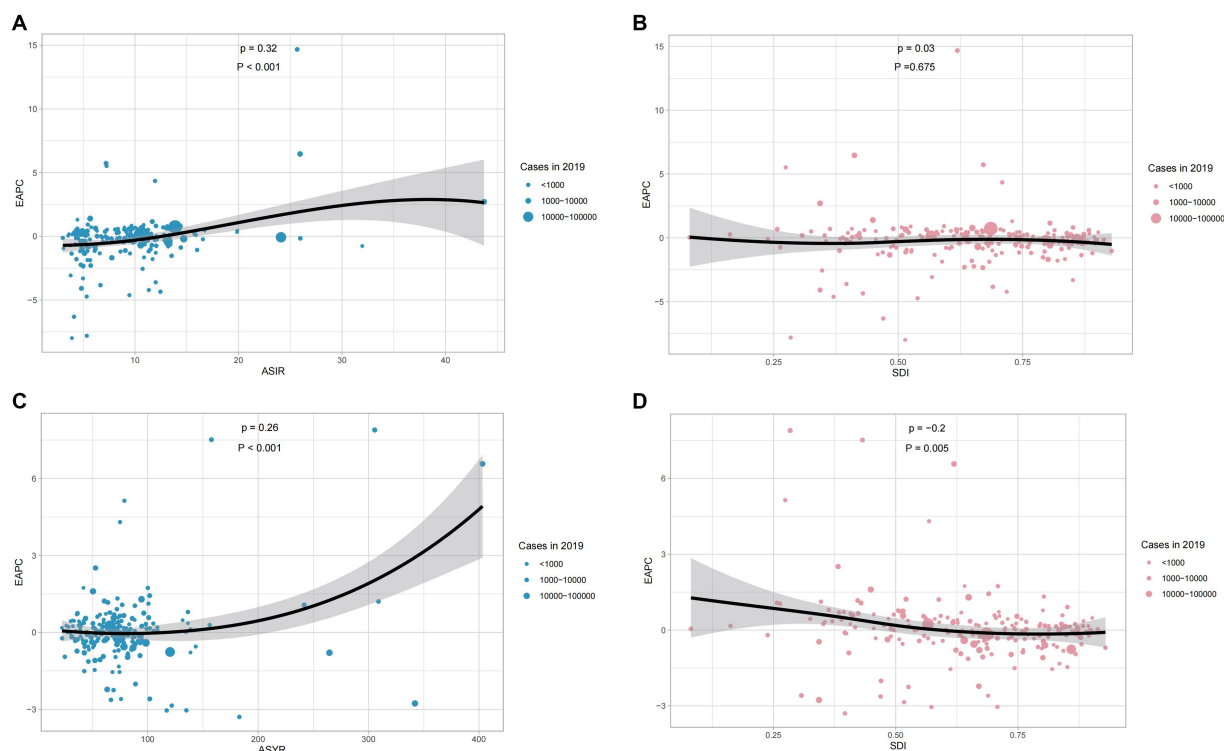 A
p = 0.32
P < 0.001
15
10
5
0
−5
EAPC
10
20
30
40
ASIR
Cases in 2019
<1000
1000−10000
10000−100000
B
p = 0.03
P =0.675
15
10
5
0
−5
EAPC
0.25
0.50
0.75
SDI
Cases in 2019
<1000
1000−10000
10000−100000
C
p = 0.26
P < 0.001
6
3
0
−3
EAPC
100
200
300
400
ASYR
Cases in 2019
<1000
1000−10000
10000−100000
D
p = −0.2
P = 0.005
6
3
0
−3
EAPC
0.25
0.50
0.75
SDI
Cases in 2019
<1000
1000−10000
10000−100000